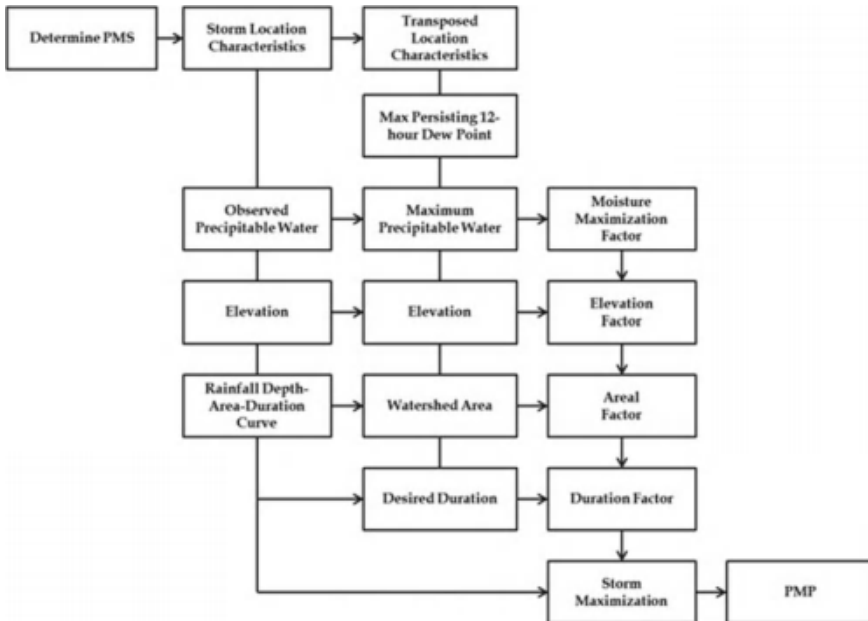 Determine PMS
Storm Location
Characteristics
Transposed
Location
Characteristics
Max Persisting 12-
hour Dew Point
Observed
Precipitable Water
Maximum
Precipitable Water
Moisture
Maximization
Factor
Elevation
Elevation
Elevation
Factor
Rainfall Depth-
Area-Duration
Curve
Watershed Area
Areal
Factor
Desired Duration
Duration Factor
Storm
Maximization
PMP